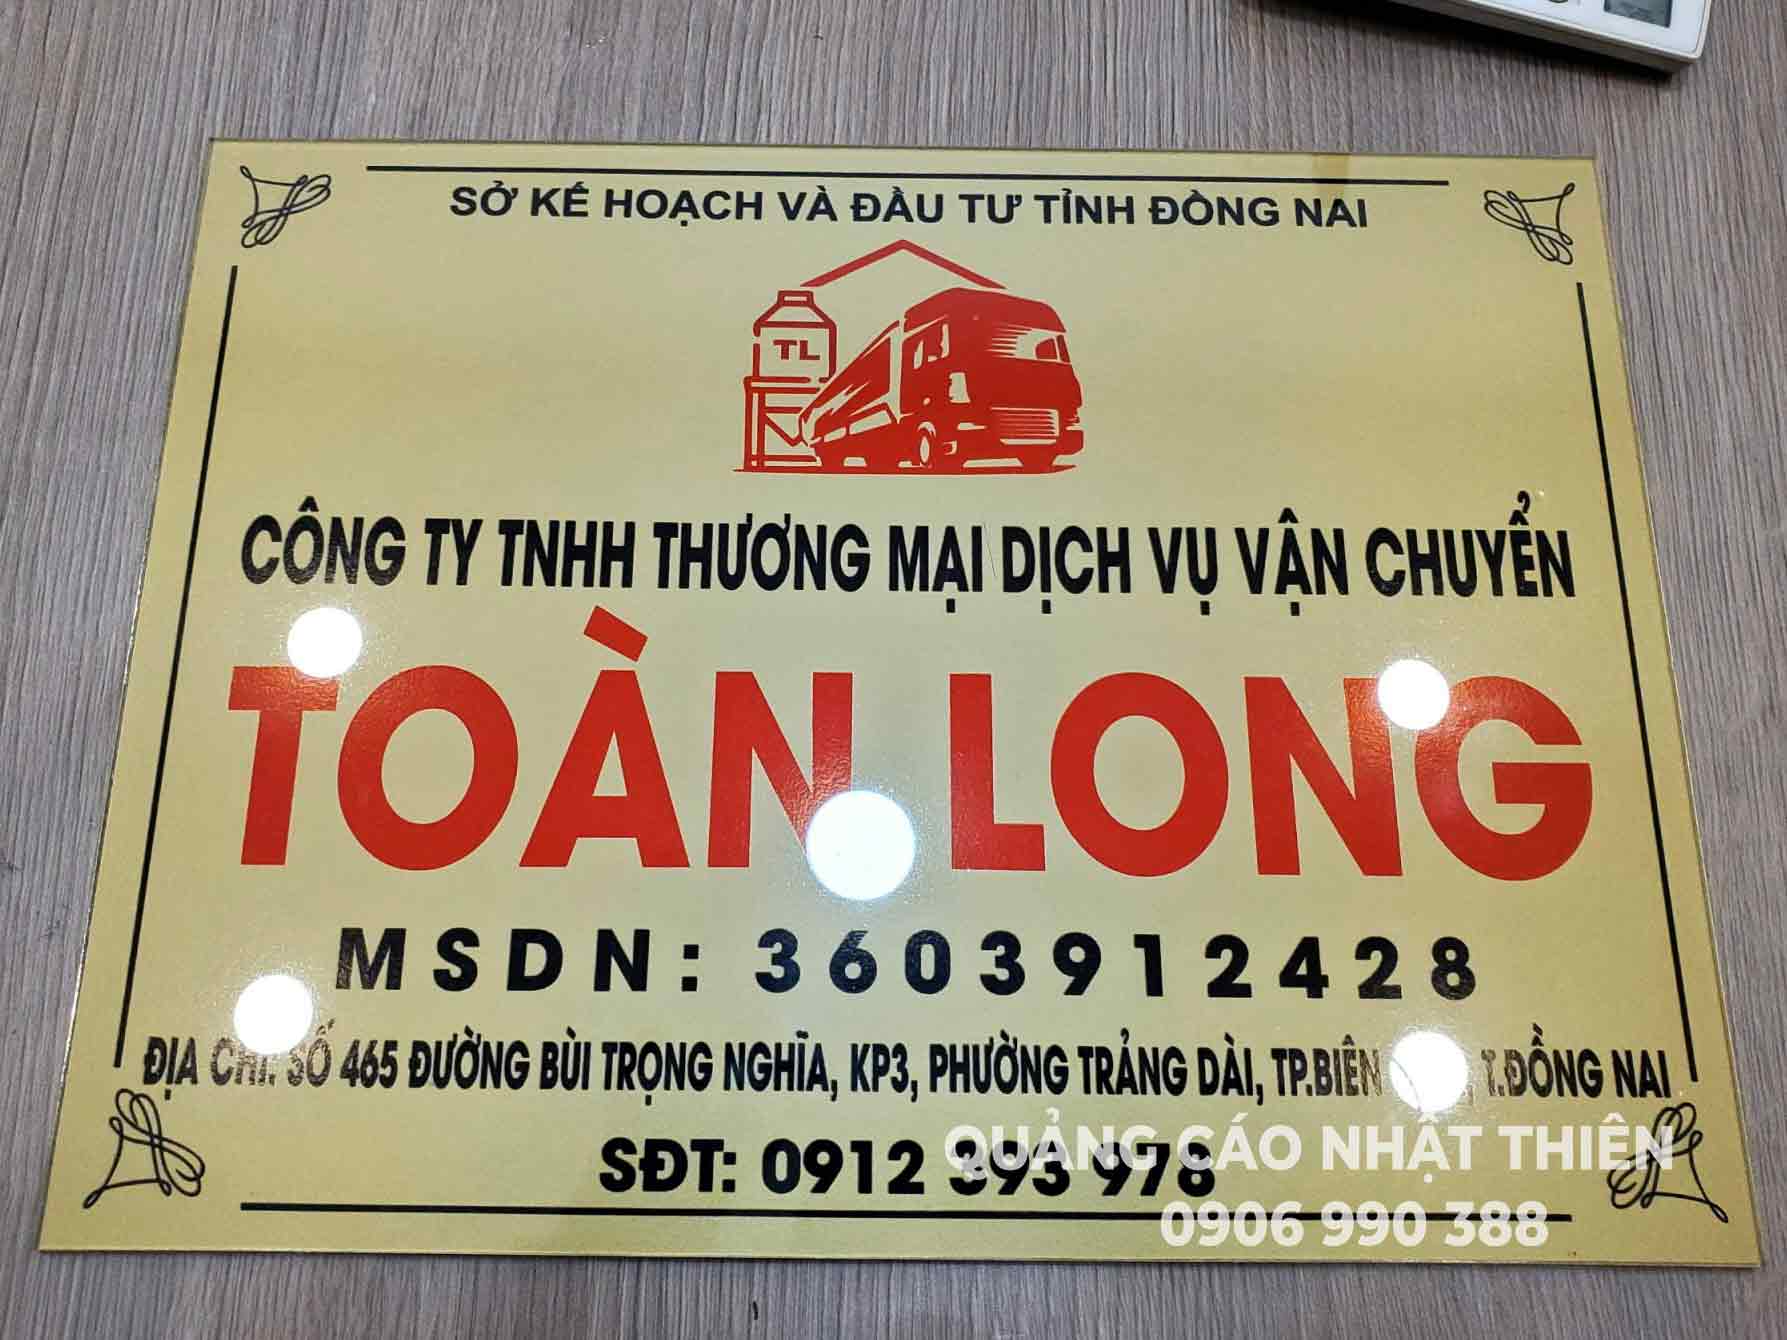 SỞ KẾ HOẠCH VÀ ĐẦU TƯ TỈNH ĐỒNG NAI
TL
CÔNG TY TNHH THƯƠNG MẠI DỊCH VỤ VẬN CHUYỂN
TOÀN LONG
MSDN: 3603912428
ĐỊA CHỈ: SỐ 465 ĐƯỜNG BÙI TRỌNG NGHĨA, KP3, PHƯỜNG TRẢNG DÀI, TP.BIÊN , T.ĐỒNG NAI
SĐT: 0912 393 978
QUẢNG CÁO NHẬT THIÊN
0906 990 388